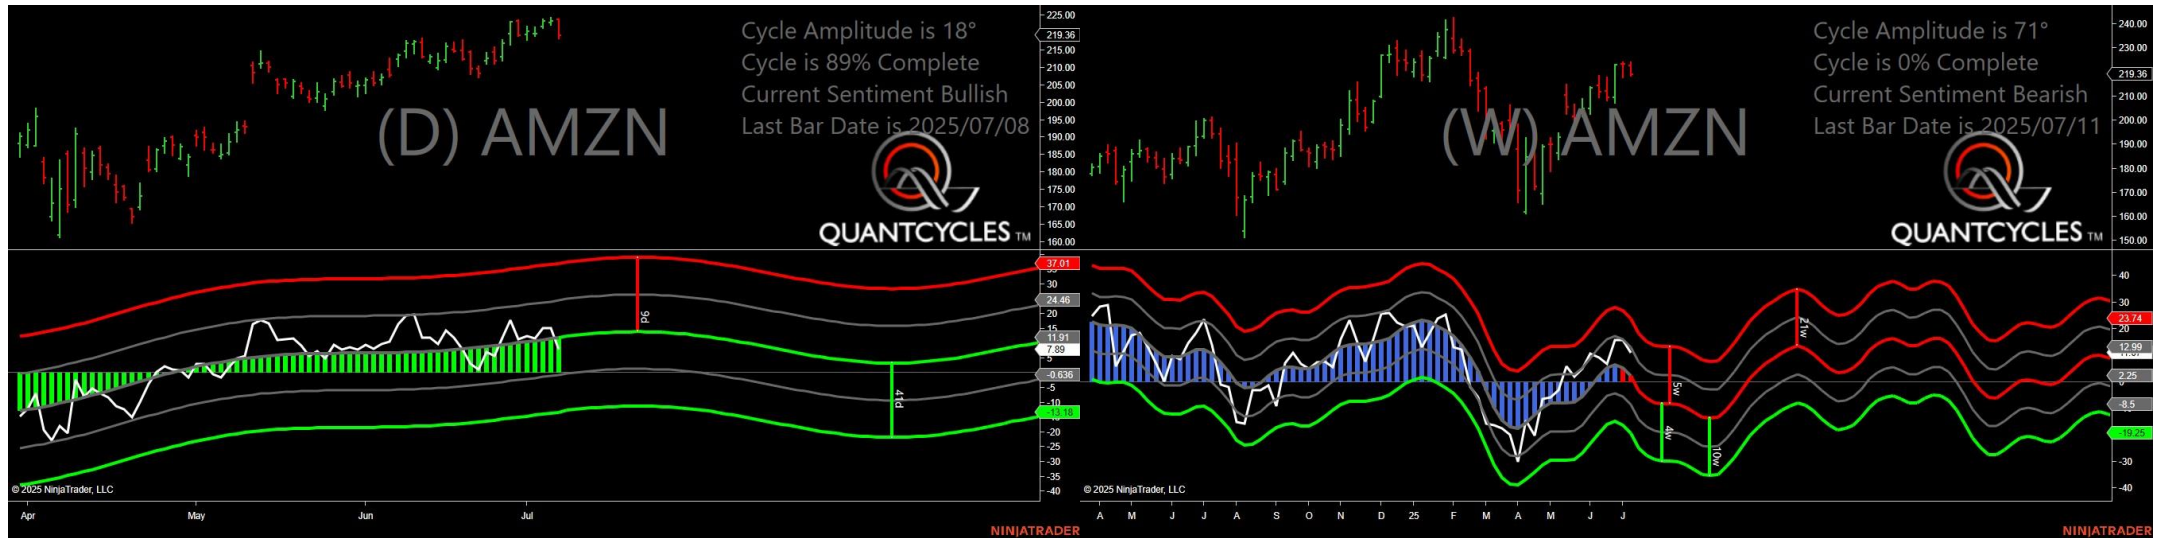 Cycle Amplitude is 18°
Cycle is 89% Complete
Current Sentiment Bullish
Last Bar Date is 2025/07/08
(D) AMZN
QUANTCYCLES TM
225.00
219.36
215.00
210.00
205.00
200.00
195.00
190.00
185.00
180.00
175.00
170.00
165.00
160.00
37.01
30
24.46
20
15
11.91
7.89
5
-0.636
-5
-10
-13.18
-20
-25
-30
-35
-40
9d
41d
© 2025 NinjaTrader, LLC
Apr May Jun Jul
NINJATRADER
Cycle Amplitude is 71°
Cycle is 0% Complete
Current Sentiment Bearish
Last Bar Date is 2025/07/11
(W) AMZN
QUANTCYCLES TM
240.00
230.00
219.36
210.00
200.00
190.00
180.00
170.00
160.00
150.00
40
30
23.74
20
12.99
2.25
-8.5
-19.25
-30
-40
5w
4w
10w
21w
© 2025 NinjaTrader, LLC
A M J J A S O N D 25 F M A M J J
NINJATRADER